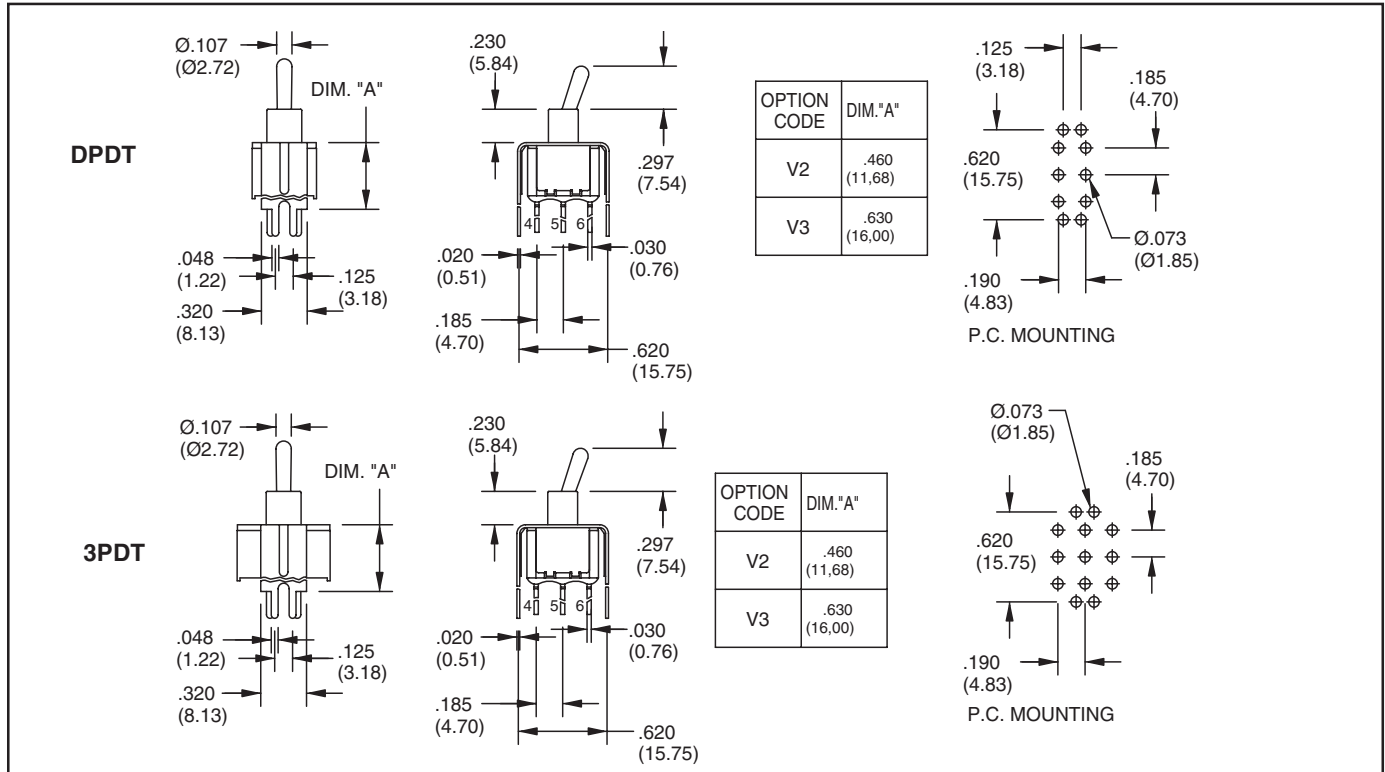 DPDT
Ø.107
(Ø2.72)
DIM. "A"
.048
(1.22)
.125
(3.18)
.320
(8.13)
.230
(5.84)
.297
(7.54)
4 5 6
.020
(0.51)
.030
(0.76)
.185
(4.70)
.620
(15.75)
OPTION CODE DIM."A"
V2 .460 (11,68)
V3 .630 (16,00)
.125
(3.18)
.185
(4.70)
.620
(15.75)
Ø.073
(Ø1.85)
.190
(4.83)
P.C. MOUNTING
3PDT
Ø.107
(Ø2.72)
DIM. "A"
.048
(1.22)
.125
(3.18)
.320
(8.13)
.230
(5.84)
.297
(7.54)
4 5 6
.020
(0.51)
.030
(0.76)
.185
(4.70)
.620
(15.75)
OPTION CODE DIM."A"
V2 .460 (11,68)
V3 .630 (16,00)
Ø.073
(Ø1.85)
.185
(4.70)
.620
(15.75)
.190
(4.83)
P.C. MOUNTING